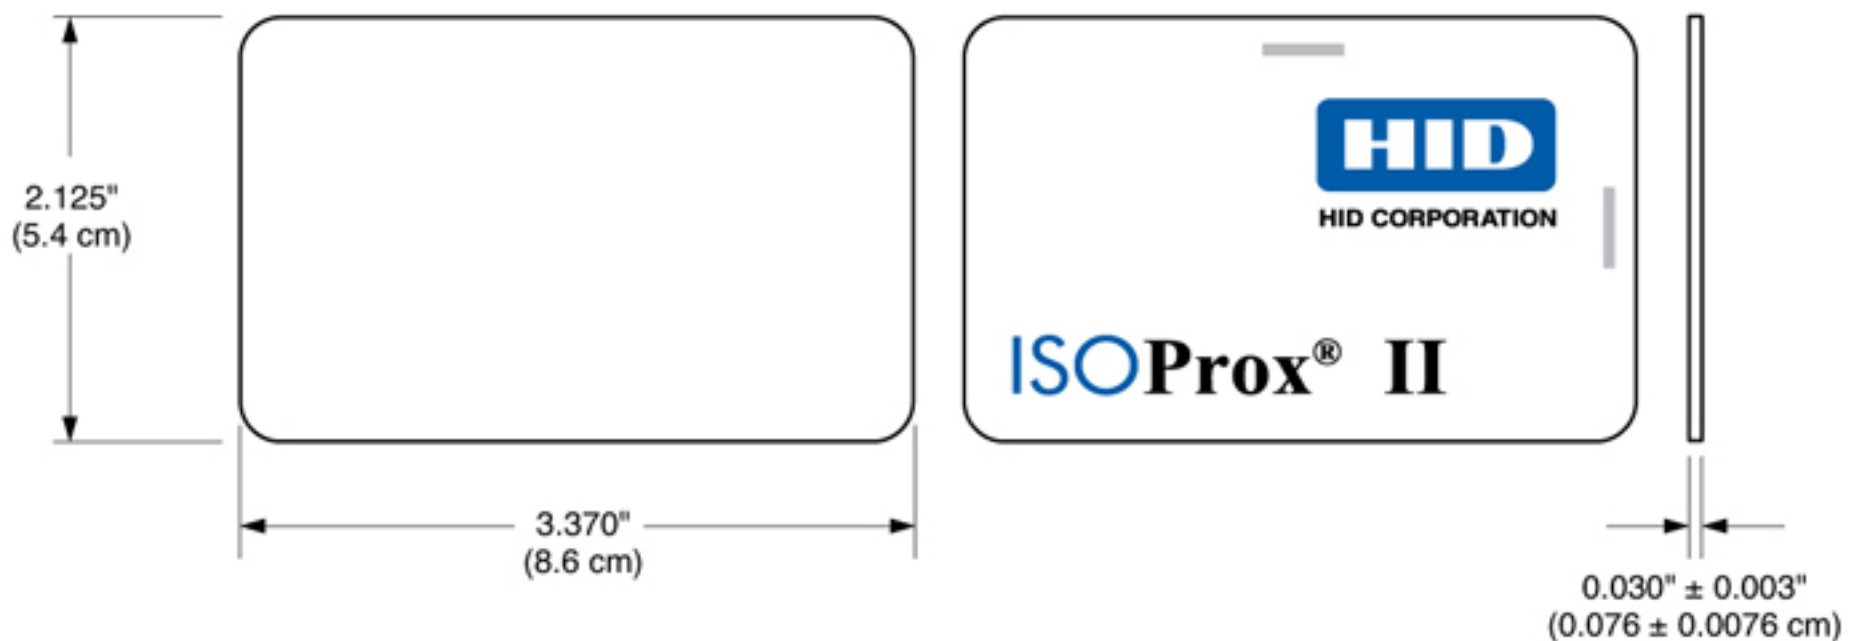 2.125"
(5.4 cm)
HID
HID CORPORATION
ISOProx® II
3.370"
(8.6 cm)
0.030" ± 0.003"
(0.076 ± 0.0076 cm)